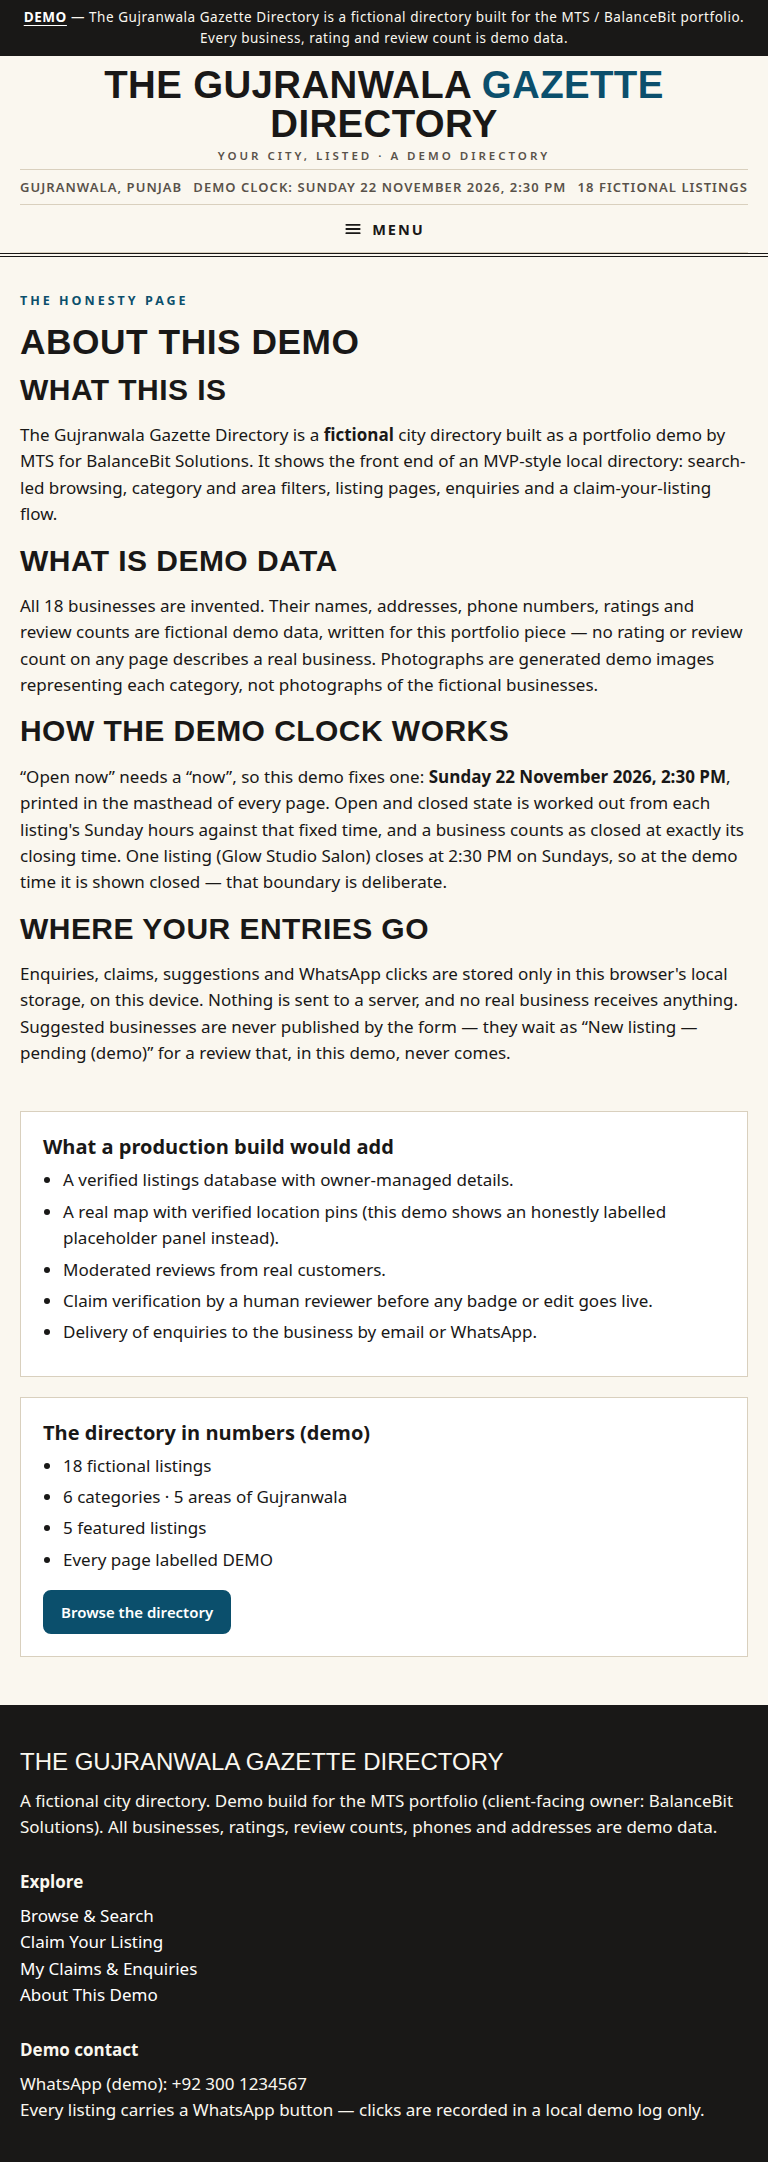 DEMO — The Gujranwala Gazette Directory is a fictional directory built for the MTS / BalanceBit portfolio.
Every business, rating and review count is demo data.
THE GUJRANWALA GAZETTE
DIRECTORY
YOUR CITY, LISTED · A DEMO DIRECTORY
GUJRANWALA, PUNJAB DEMO CLOCK: SUNDAY 22 NOVEMBER 2026, 2:30 PM 18 FICTIONAL LISTINGS
MENU
THE HONESTY PAGE
ABOUT THIS DEMO
WHAT THIS IS
The Gujranwala Gazette Directory is a fictional city directory built as a portfolio demo by
MTS for BalanceBit Solutions. It shows the front end of an MVP-style local directory: search-
led browsing, category and area filters, listing pages, enquiries and a claim-your-listing
flow.
WHAT IS DEMO DATA
All 18 businesses are invented. Their names, addresses, phone numbers, ratings and
review counts are fictional demo data, written for this portfolio piece — no rating or review
count on any page describes a real business. Photographs are generated demo images
representing each category, not photographs of the fictional businesses.
HOW THE DEMO CLOCK WORKS
“Open now” needs a “now”, so this demo fixes one: Sunday 22 November 2026, 2:30 PM,
printed in the masthead of every page. Open and closed state is worked out from each
listing's Sunday hours against that fixed time, and a business counts as closed at exactly its
closing time. One listing (Glow Studio Salon) closes at 2:30 PM on Sundays, so at the demo
time it is shown closed — that boundary is deliberate.
WHERE YOUR ENTRIES GO
Enquiries, claims, suggestions and WhatsApp clicks are stored only in this browser's local
storage, on this device. Nothing is sent to a server, and no real business receives anything.
Suggested businesses are never published by the form — they wait as “New listing —
pending (demo)” for a review that, in this demo, never comes.
What a production build would add
• A verified listings database with owner-managed details.
• A real map with verified location pins (this demo shows an honestly labelled
placeholder panel instead).
• Moderated reviews from real customers.
• Claim verification by a human reviewer before any badge or edit goes live.
• Delivery of enquiries to the business by email or WhatsApp.
The directory in numbers (demo)
• 18 fictional listings
• 6 categories · 5 areas of Gujranwala
• 5 featured listings
• Every page labelled DEMO
Browse the directory
THE GUJRANWALA GAZETTE DIRECTORY
A fictional city directory. Demo build for the MTS portfolio (client-facing owner: BalanceBit
Solutions). All businesses, ratings, review counts, phones and addresses are demo data.
Explore
Browse & Search
Claim Your Listing
My Claims & Enquiries
About This Demo
Demo contact
WhatsApp (demo): +92 300 1234567
Every listing carries a WhatsApp button — clicks are recorded in a local demo log only.